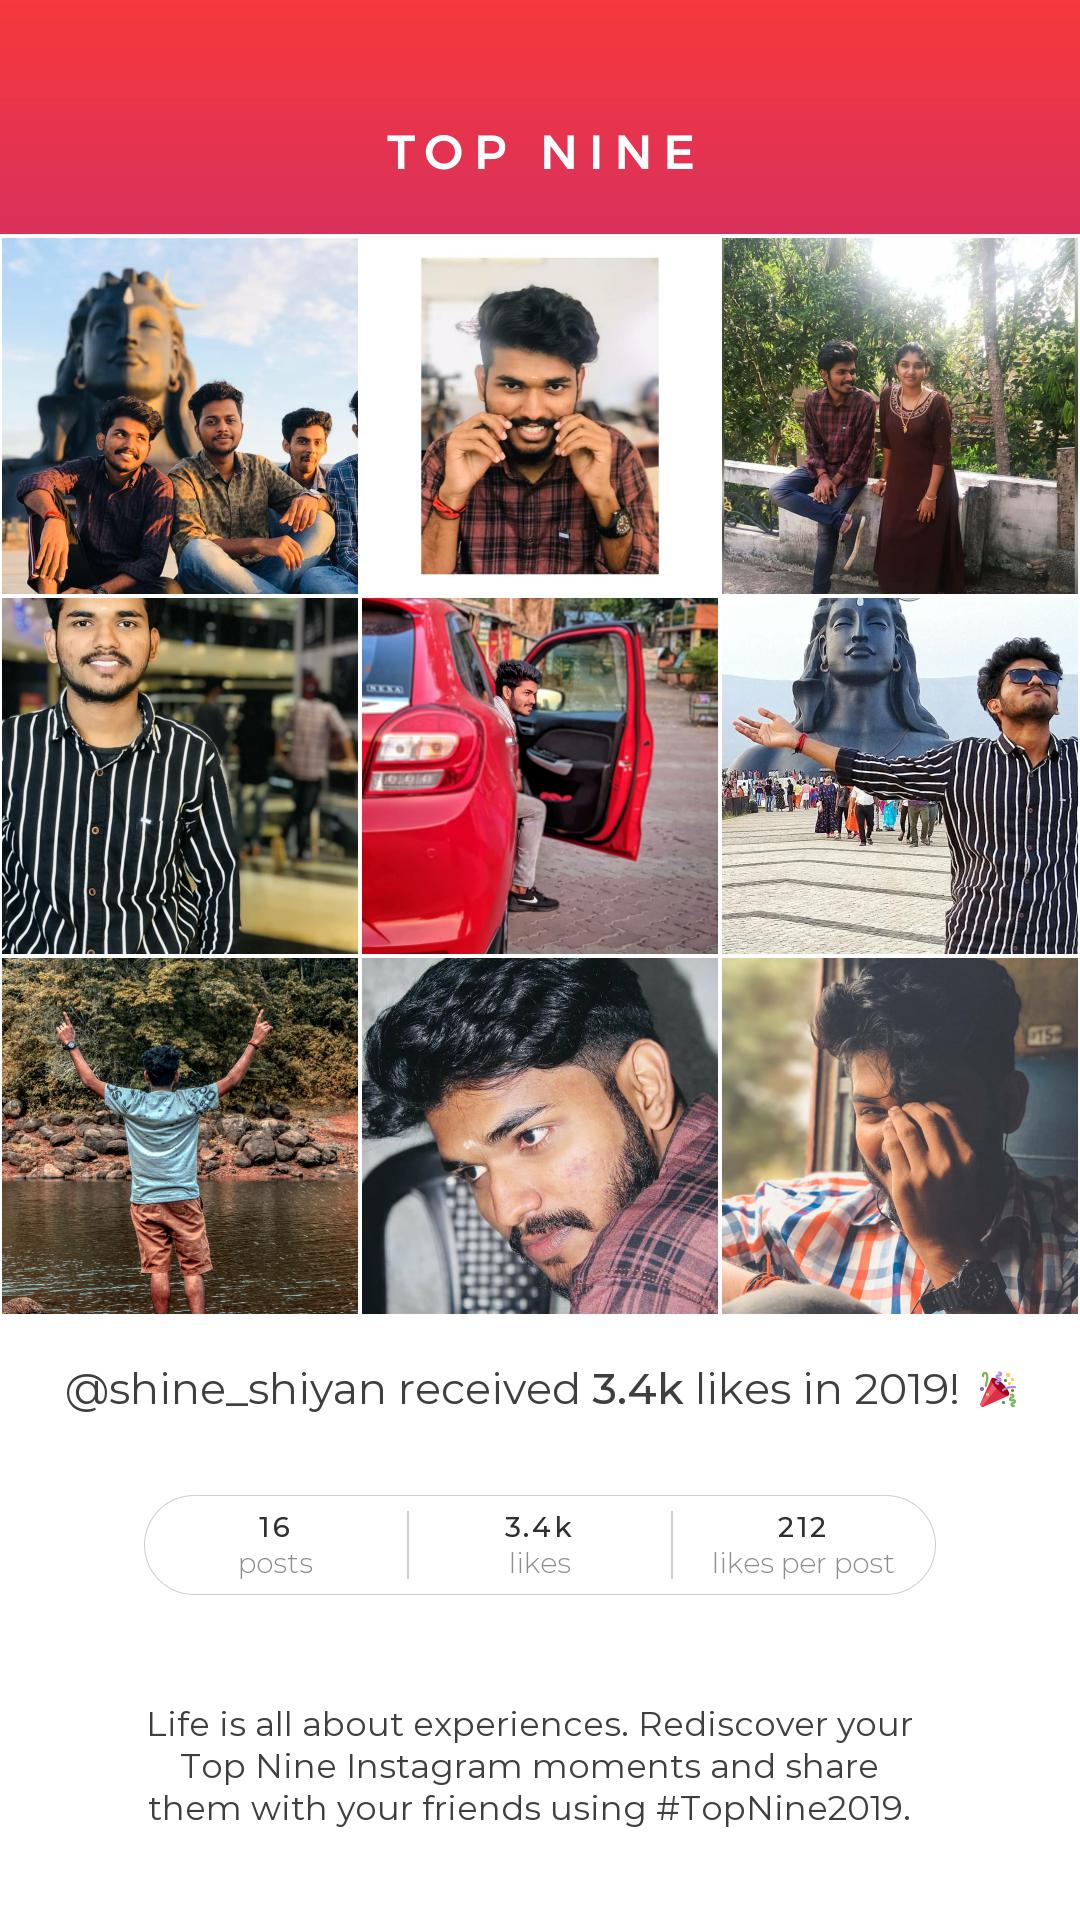 TOP NINE
NEXA
@shine_shiyan received 3.4k likes in 2019! 🎉
16
posts
3.4k
likes
212
likes per post
Life is all about experiences. Rediscover your
Top Nine Instagram moments and share
them with your friends using #TopNine2019.